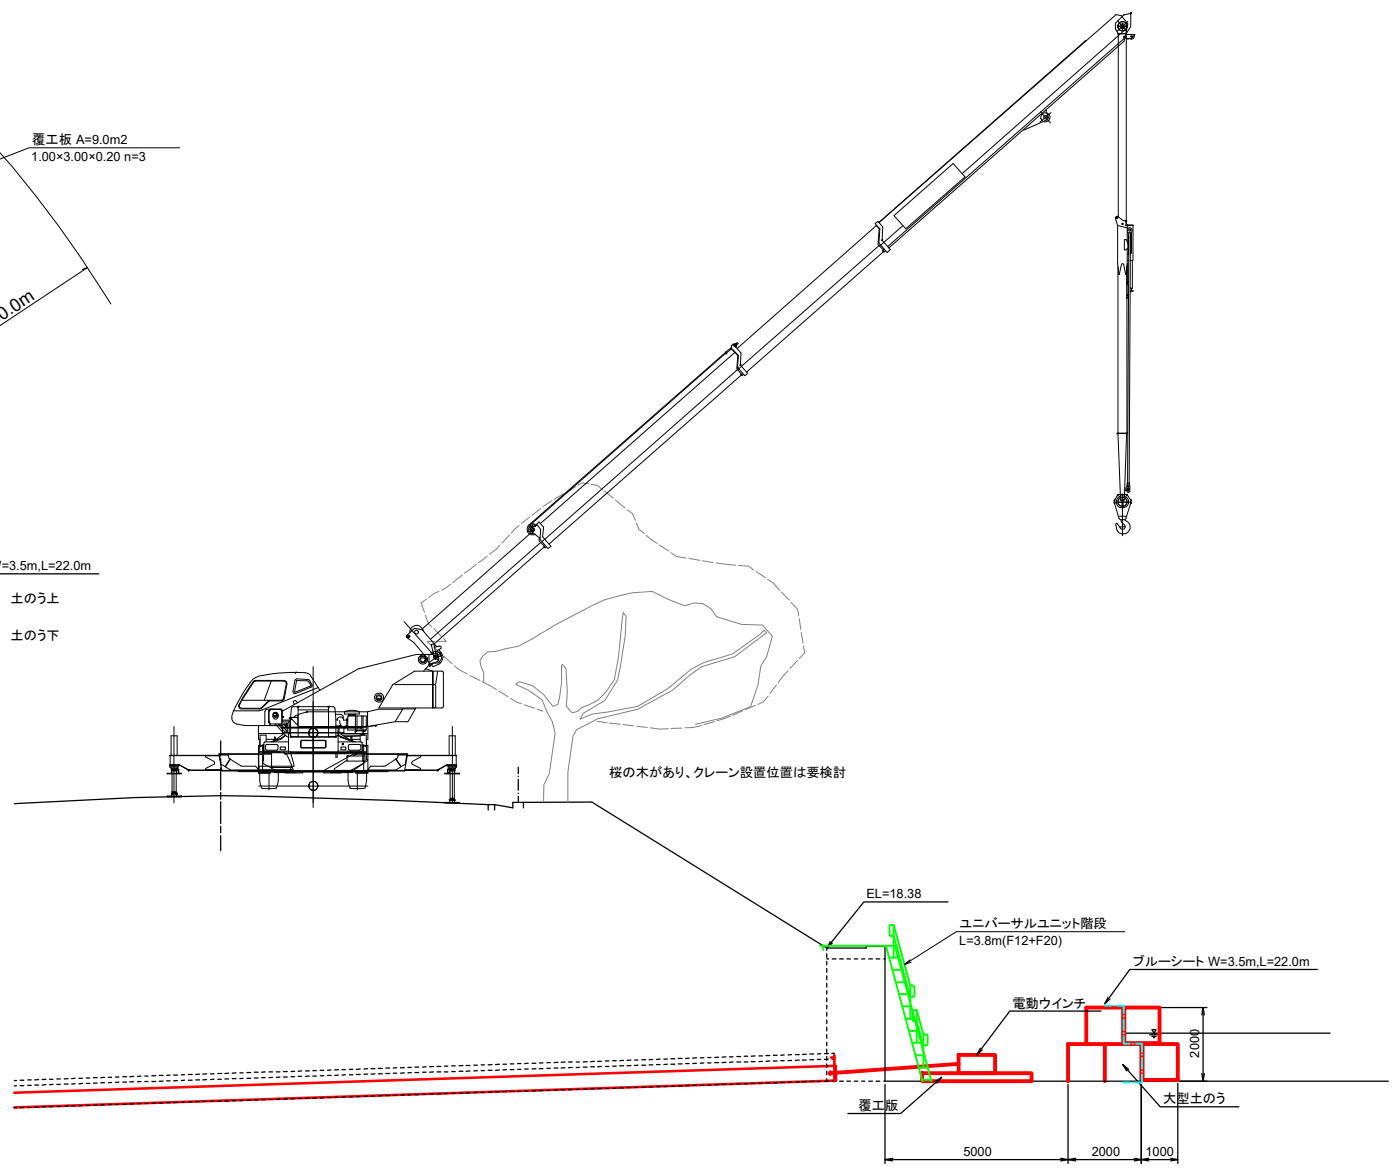 覆工板 A=9.0m2
1.00×3.00×0.20 n=3
0.0m
=3.5m,L=22.0m
土のう上
土のう下
桜の木があり、クレーン設置位置は要検討
EL=18.38
ユニバーサルユニット階段
L=3.8m(F12+F20)
ブルーシート W=3.5m,L=22.0m
電動ウインチ
2000
覆工版
大型土のう
5000
2000
1000